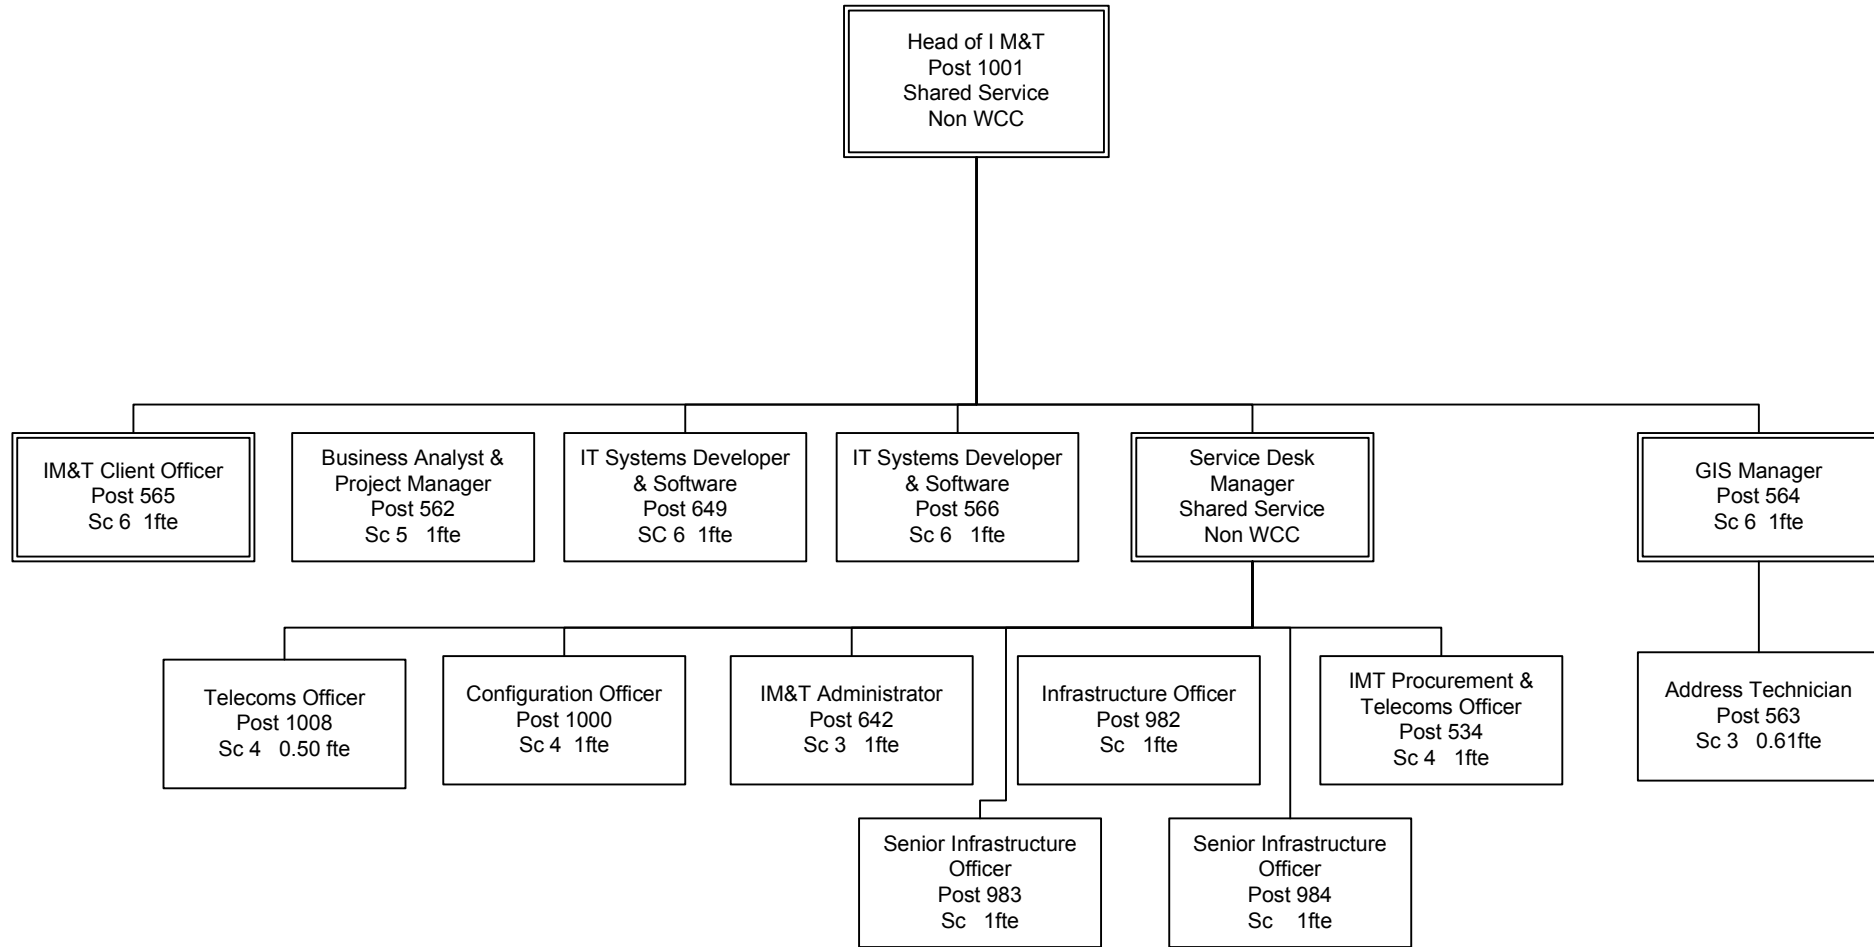 Head of I M&T
Post 1001
Shared Service
Non WCC
IM&T Client Officer
Post 565
Sc 6  1fte
Business Analyst &
Project Manager
Post 562
Sc 5   1fte
IT Systems Developer
& Software
Post 649
SC 6  1fte
IT Systems Developer
& Software
Post 566
Sc 6   1fte
Service Desk
Manager
Shared Service
Non WCC
GIS Manager
Post 564
Sc 6  1fte
Telecoms Officer
Post 1008
Sc 4   0.50 fte
Configuration Officer
Post 1000
Sc 4  1fte
IM&T Administrator
Post 642
Sc 3   1fte
Infrastructure Officer
Post 982
Sc   1fte
IMT Procurement &
Telecoms Officer
Post 534
Sc 4   1fte
Address Technician
Post 563
Sc 3   0.61fte
Senior Infrastructure
Officer
Post 983
Sc    1fte
Senior Infrastructure
Officer
Post 984
Sc    1fte